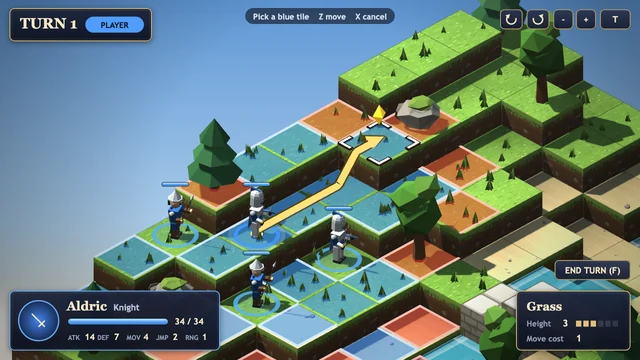 TURN 1 PLAYER
Pick a blue tile Z move X cancel
- + T
END TURN (F)
Aldric Knight
34 / 34
ATK 14 DEF 7 MOV 4 JMP 2 RNG 1
Grass
Height 3
Move cost 1